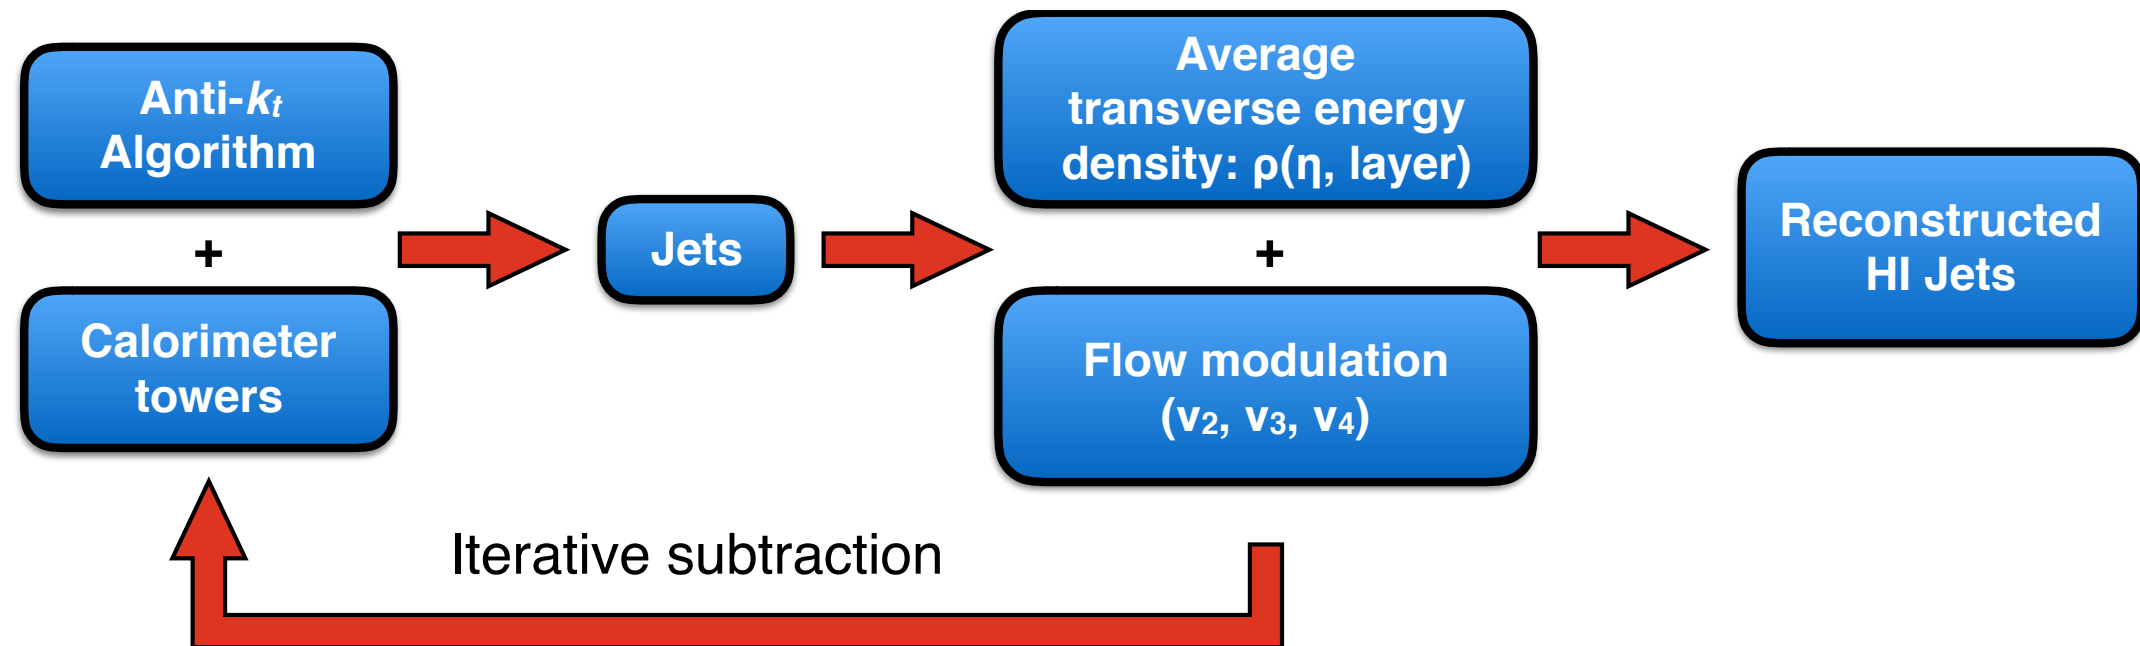 Anti-kₜ
Algorithm
+
Calorimeter
towers
Jets
Average
transverse energy
density: ρ(η, layer)
+
Flow modulation
(v₂, v₃, v₄)
Reconstructed
HI Jets
Iterative subtraction